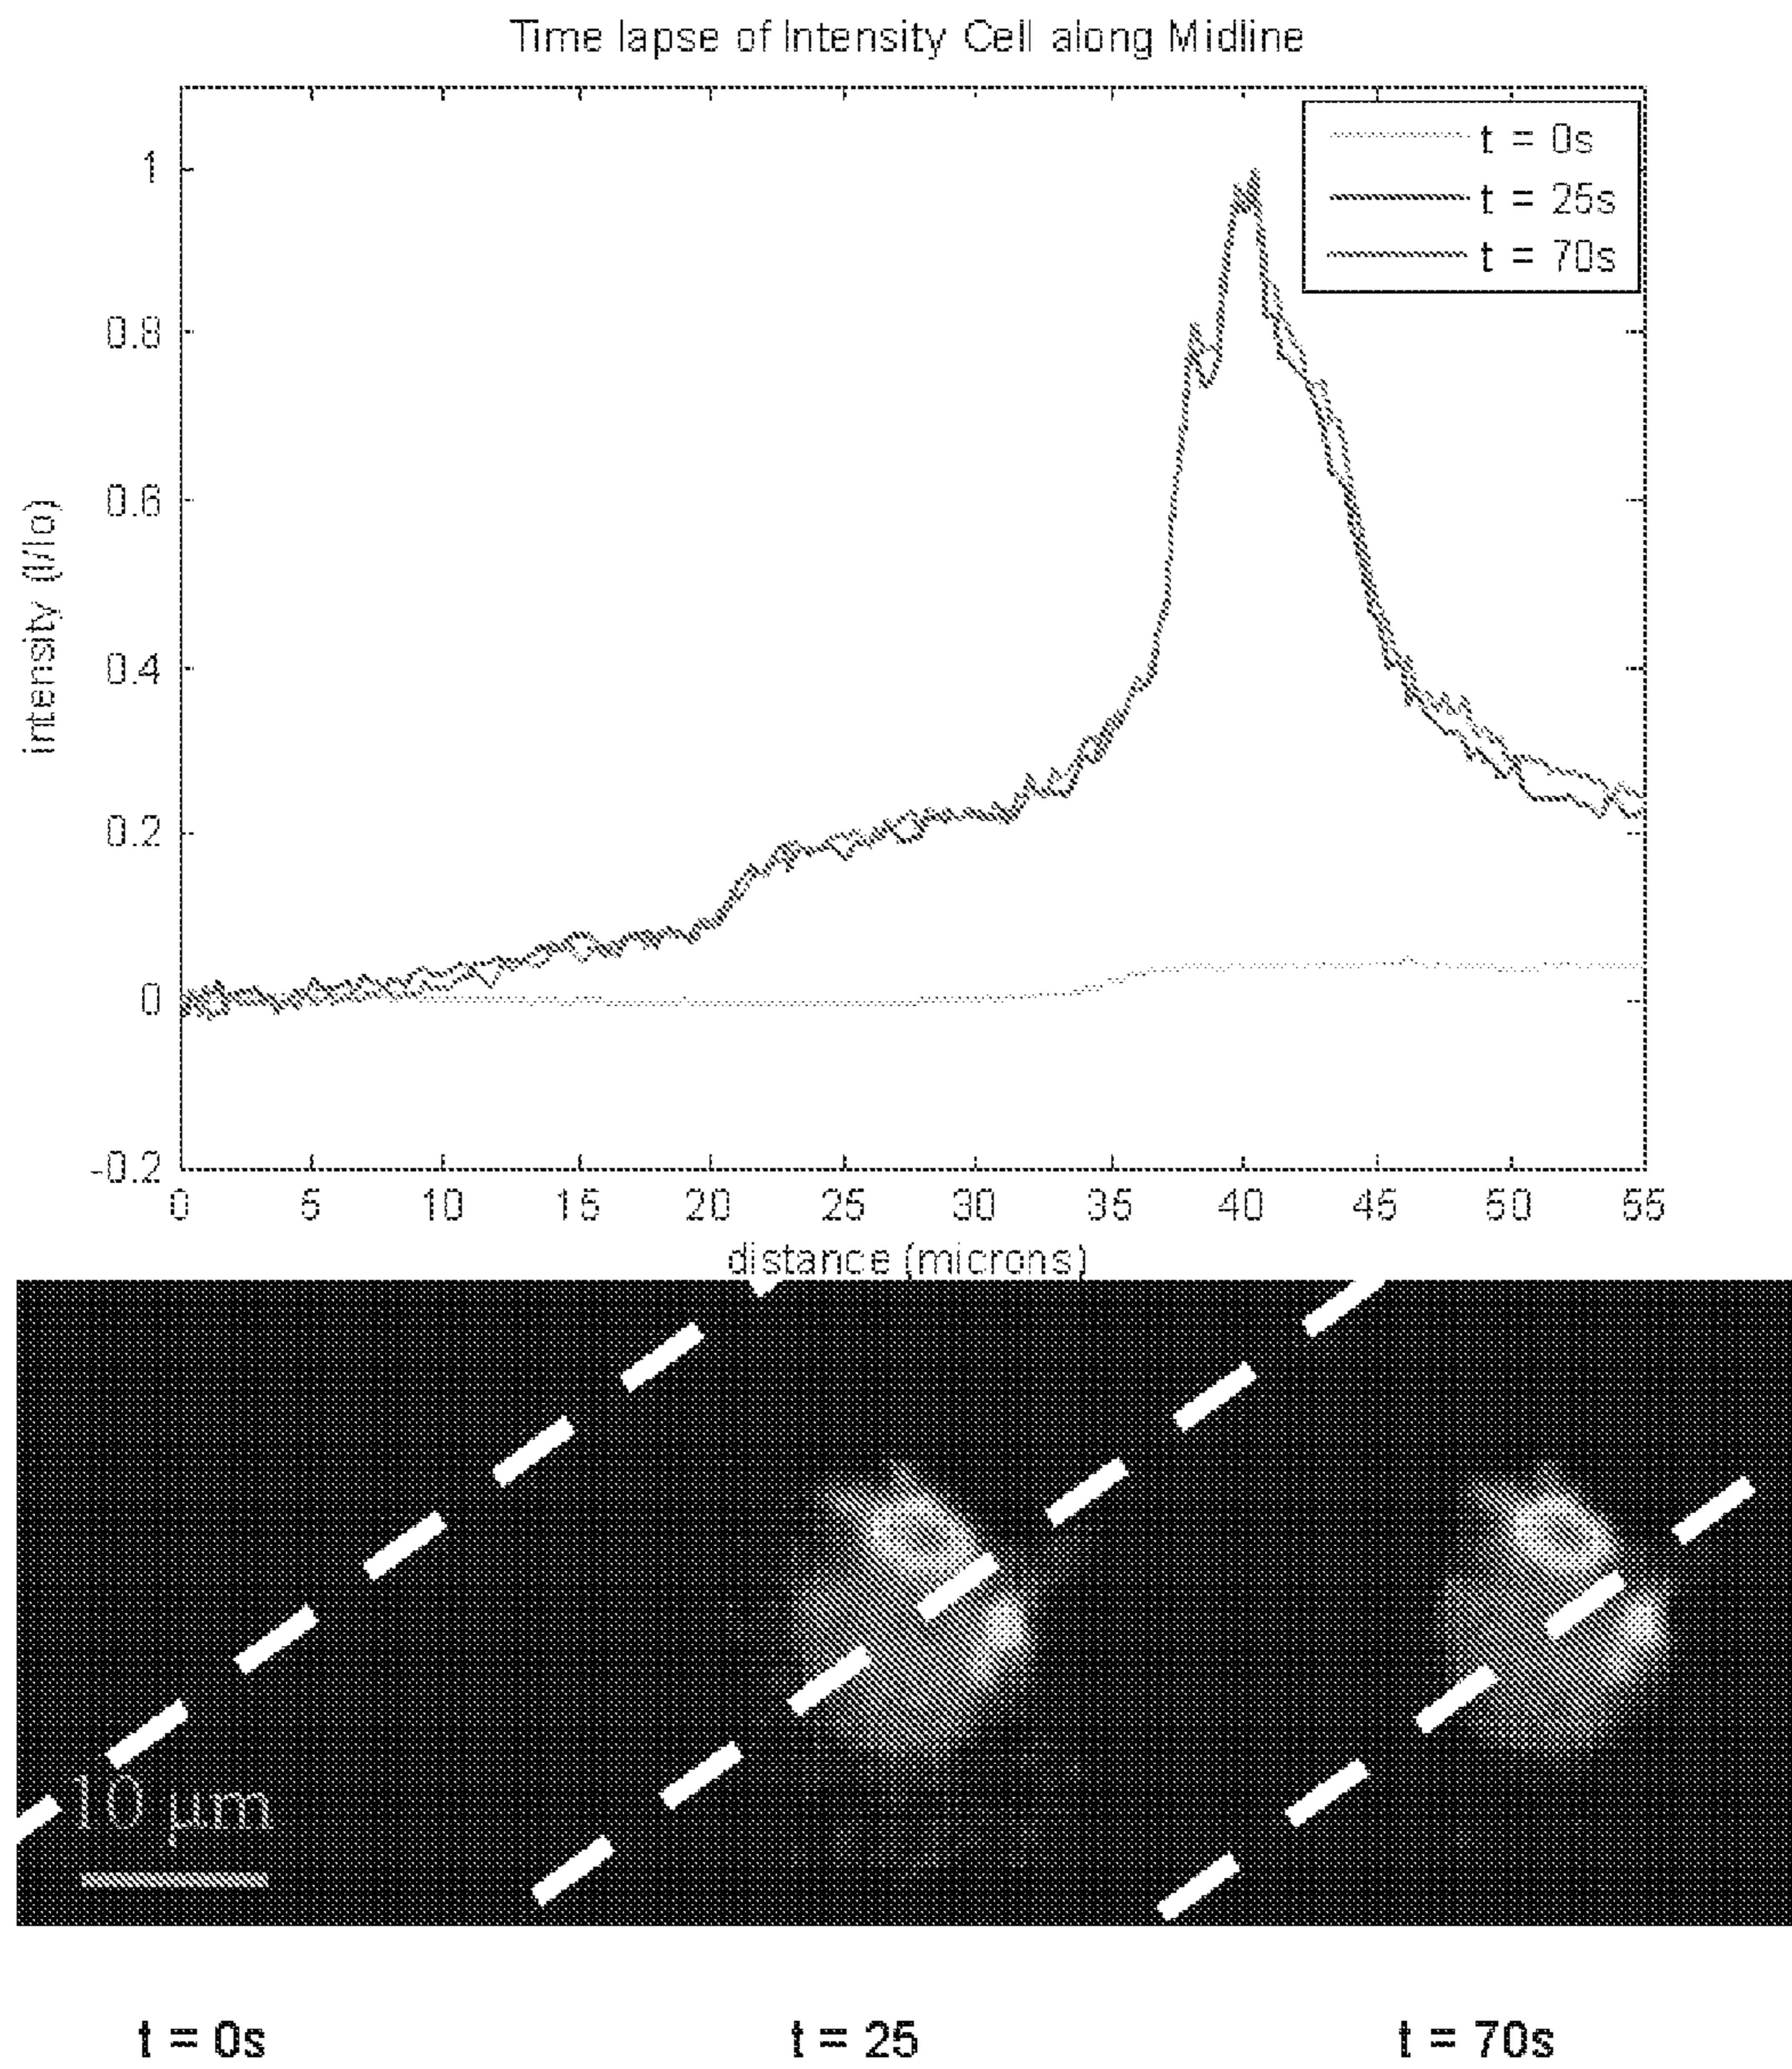 Time lapse of Intensity Cell along Midline
t = 0s
t = 25s
t = 70s
intensity (I/Io)
1
0.8
0.6
0.4
0.2
0
-0.2
0 5 10 15 20 25 30 35 40 45 50 55
distance (microns)
10 µm
t = 0s t = 25 t = 70s